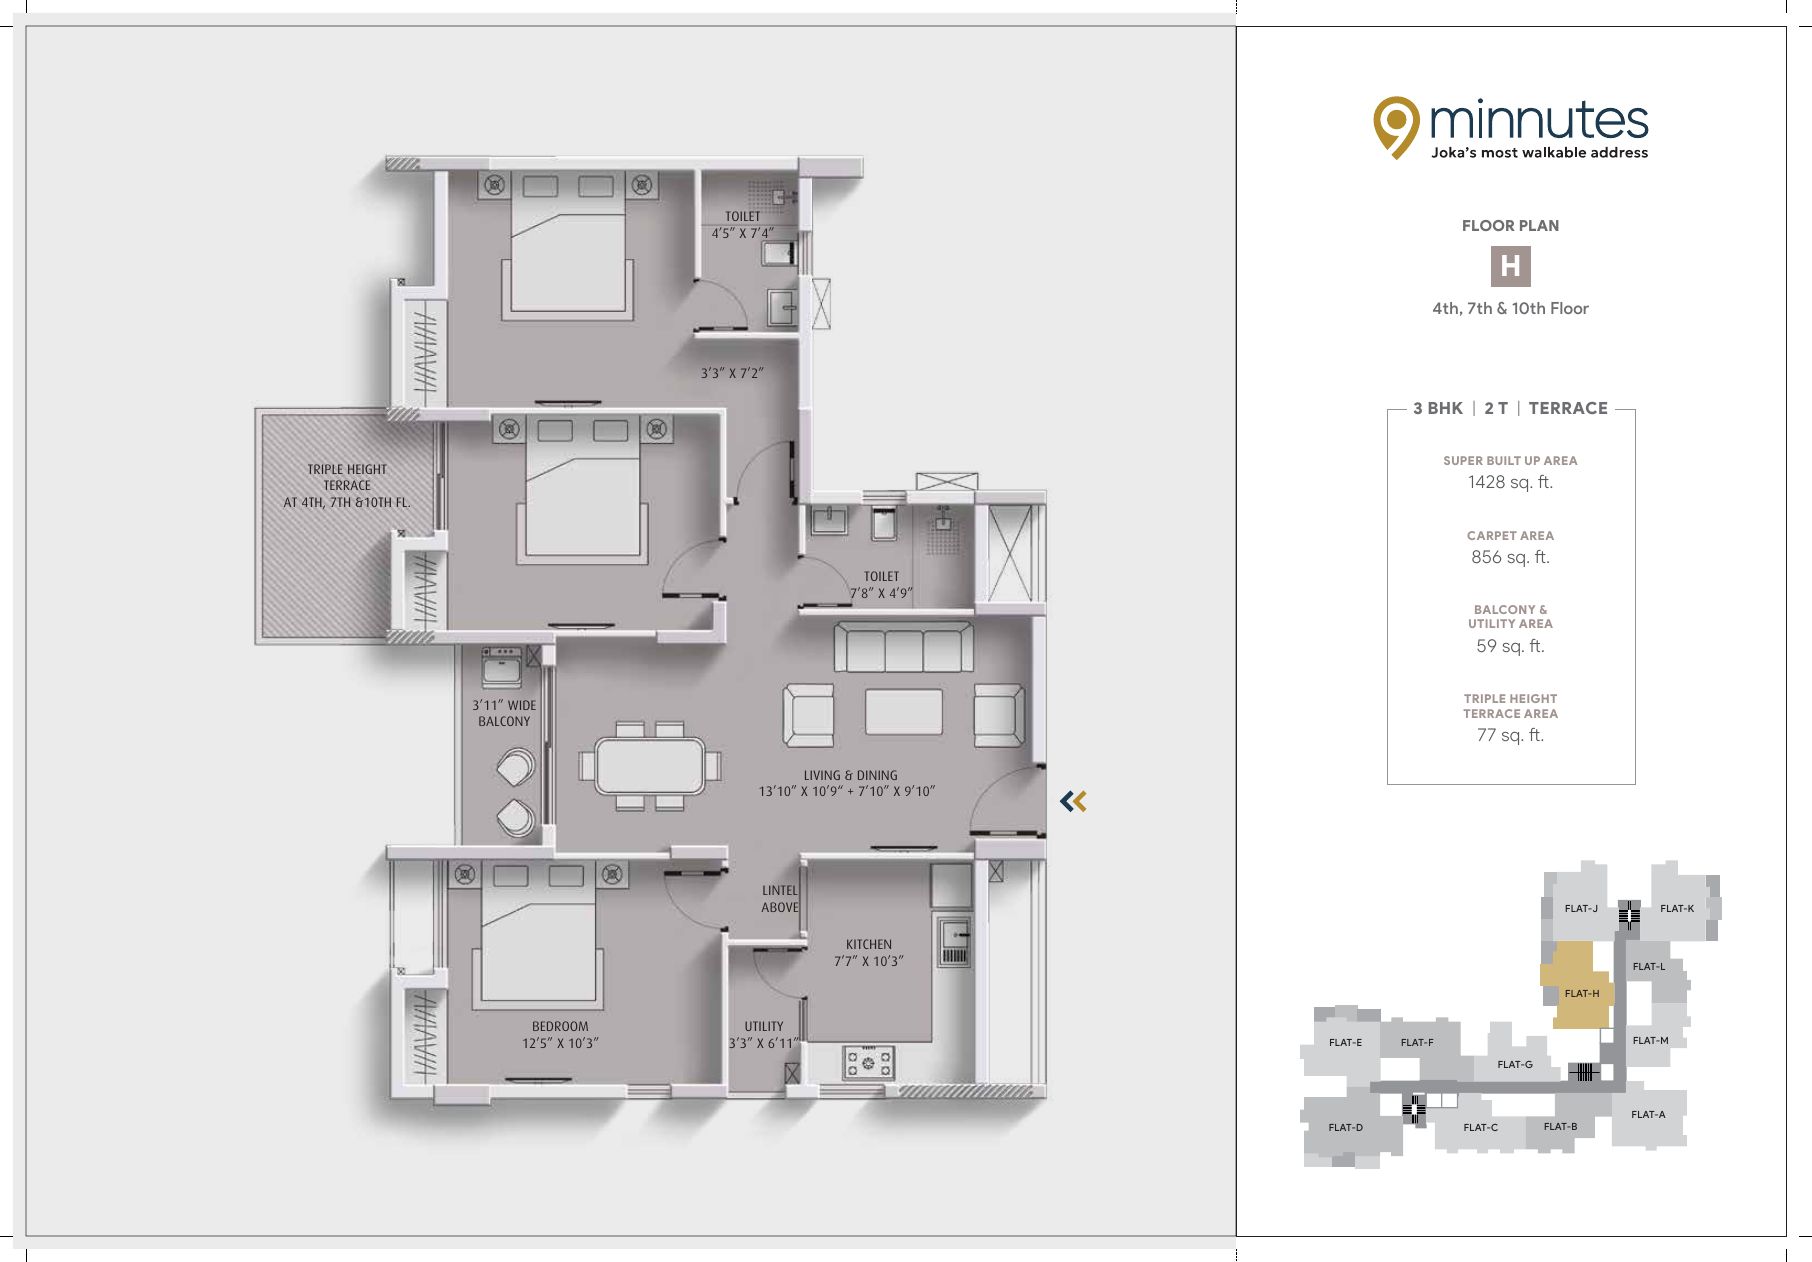 TOILET
4'5" X 7'4"
3'3" X 7'2"
TRIPLE HEIGHT
TERRACE
AT 4TH, 7TH &10TH FL.
TOILET
7'8" X 4'9"
3'11" WIDE
BALCONY
LIVING & DINING
13'10" X 10'9" + 7'10" X 9'10"
LINTEL
ABOVE
KITCHEN
7'7" X 10'3"
BEDROOM
12'5" X 10'3"
UTILITY
3'3" X 6'11"
9 minnutes
Joka's most walkable address
FLOOR PLAN
H
4th, 7th & 10th Floor
3 BHK | 2 T | TERRACE
SUPER BUILT UP AREA
1428 sq. ft.
CARPET AREA
856 sq. ft.
BALCONY &
UTILITY AREA
59 sq. ft.
TRIPLE HEIGHT
TERRACE AREA
77 sq. ft.
FLAT-J
FLAT-K
FLAT-L
FLAT-H
FLAT-E
FLAT-F
FLAT-M
FLAT-G
FLAT-A
FLAT-D
FLAT-C
FLAT-B